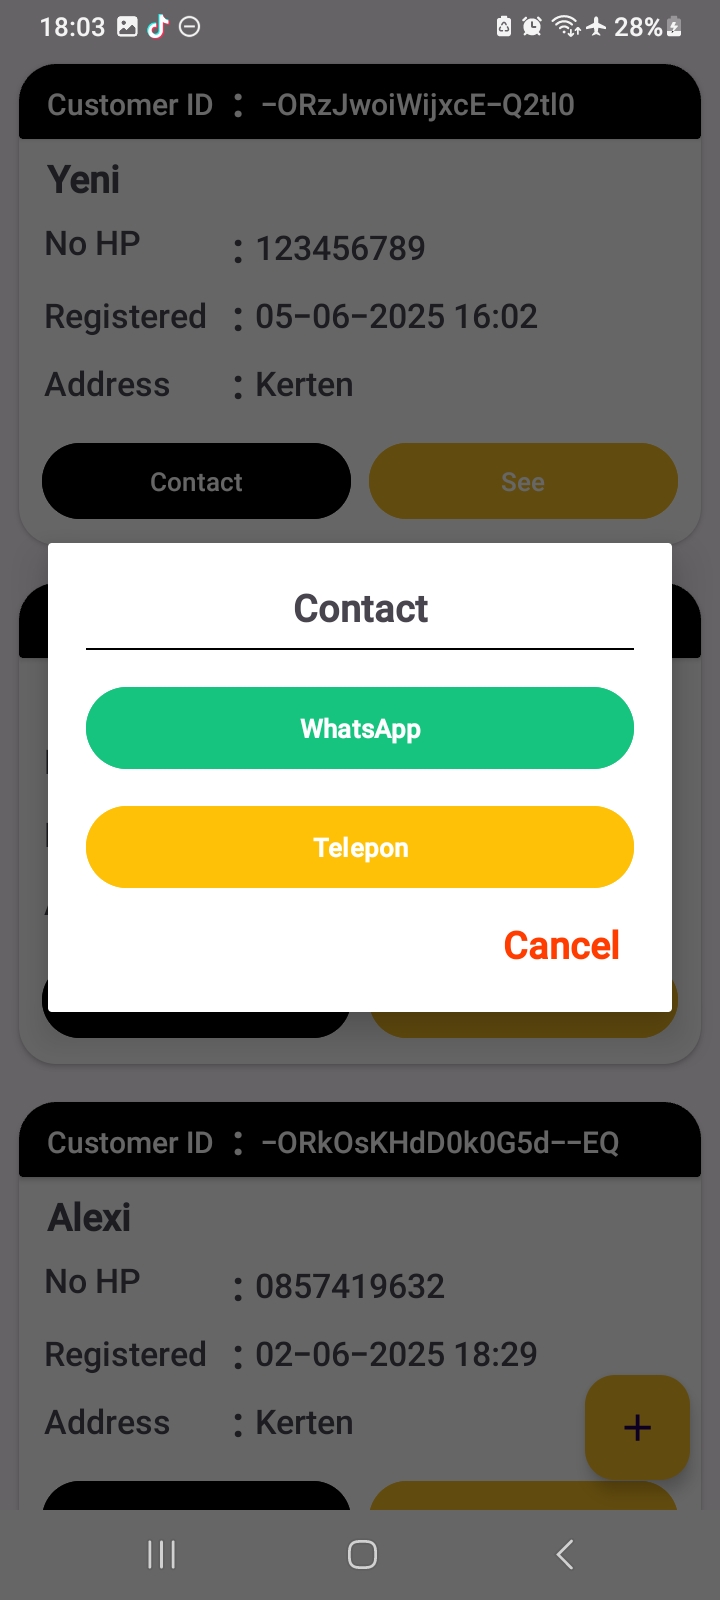 18:03 28%
Customer ID : -ORzJwoiWijxcE-Q2tl0
Yeni
No HP : 123456789
Registered : 05-06-2025 16:02
Address : Kerten
Contact See
Contact
WhatsApp
Telepon
Cancel
Customer ID : -ORkOsKHdD0k0G5d--EQ
Alexi
No HP : 0857419632
Registered : 02-06-2025 18:29
Address : Kerten
+